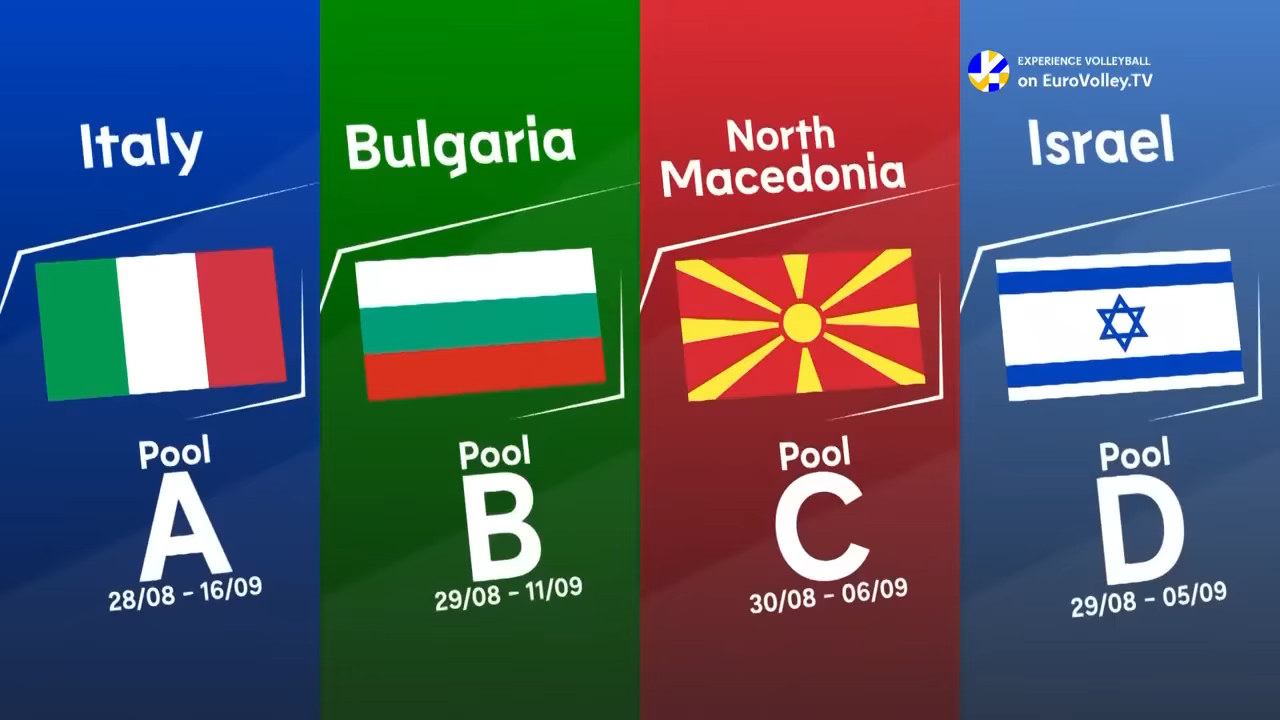 EXPERIENCE VOLLEYBALL
on EuroVolley.TV
Italy
Pool
A
28/08 - 16/09
Bulgaria
Pool
B
29/08 - 11/09
North
Macedonia
Pool
C
30/08 - 06/09
Israel
Pool
D
29/08 - 05/09